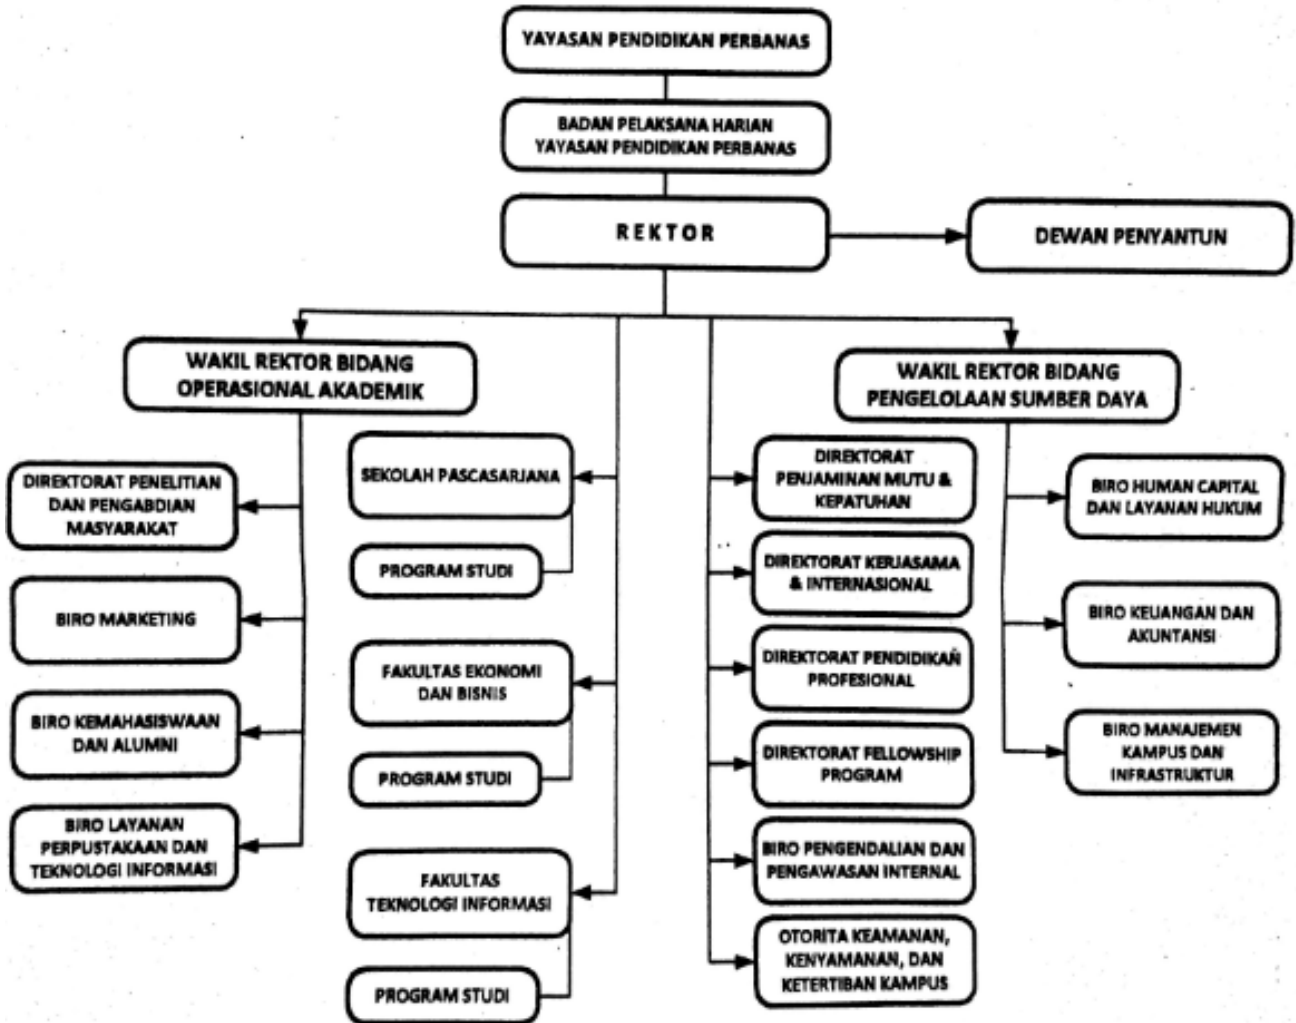 YAYASAN PENDIDIKAN PERBANAS
BADAN PELAKSANA HARIAN
YAYASAN PENDIDIKAN PERBANAS
REKTOR
DEWAN PENYANTUN
WAKIL REKTOR BIDANG
OPERASIONAL AKADEMIK
WAKIL REKTOR BIDANG
PENGELOLAAN SUMBER DAYA
DIREKTORAT PENELITIAN
DAN PENGABDIAN
MASYARAKAT
BIRO MARKETING
BIRO KEMAHASISWAAN
DAN ALUMNI
BIRO LAYANAN
PERPUSTAKAAN DAN
TEKNOLOGI INFORMASI
SEKOLAH PASCASARJANA
PROGRAM STUDI
FAKULTAS EKONOMI
DAN BISNIS
PROGRAM STUDI
FAKULTAS
TEKNOLOGI INFORMASI
PROGRAM STUDI
DIREKTORAT
PENJAMINAN MUTU &
KEPATUHAN
DIREKTORAT KERJASAMA
& INTERNASIONAL
DIREKTORAT PENDIDIKAN
PROFESIONAL
DIREKTORAT FELLOWSHIP
PROGRAM
BIRO PENGENDALIAN DAN
PENGAWASAN INTERNAL
OTORITA KEAMANAN,
KENYAMANAN, DAN
KETERTIBAN KAMPUS
BIRO HUMAN CAPITAL
DAN LAYANAN HUKUM
BIRO KEUANGAN DAN
AKUNTANSI
BIRO MANAJEMEN
KAMPUS DAN
INFRASTRUKTUR